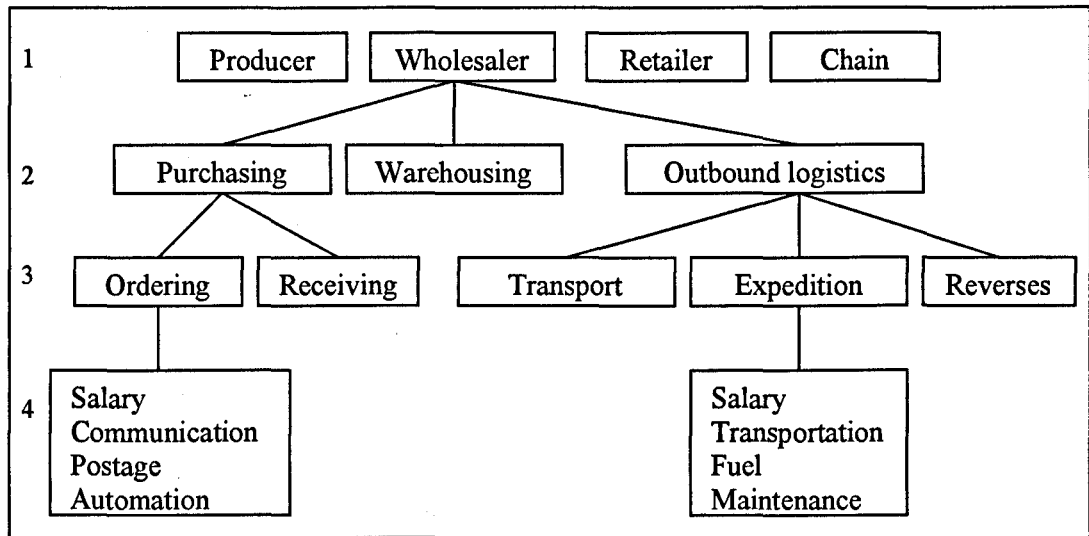 1 Producer Wholesaler Retailer Chain
2 Purchasing Warehousing Outbound logistics
3 Ordering Receiving Transport Expedition Reverses
4
Salary
Communication
Postage
Automation
Salary
Transportation
Fuel
Maintenance